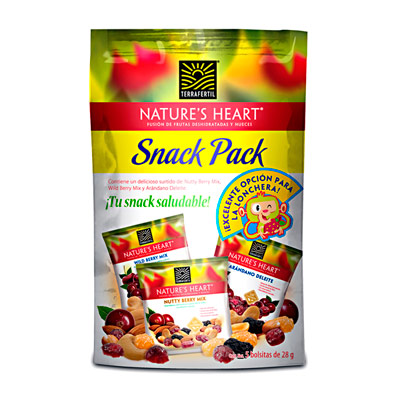 TERRAFERTIL
NATURE'S HEART®
FUSIÓN DE FRUTAS DESHIDRATADAS Y NUECES
Snack Pack
Contiene un delicioso surtido de Nutty Berry Mix,
Wild Berry Mix y Arándano Deleite
¡Tu snack saludable!
¡EXCELENTE OPCIÓN PARA
LA LONCHERA!
NATURE'S HEART
WILD BERRY MIX
NATURE'S HEART
NUTTY BERRY MIX
NATURE'S HEART
ARÁNDANO DELEITE
5 bolsitas de 28 g